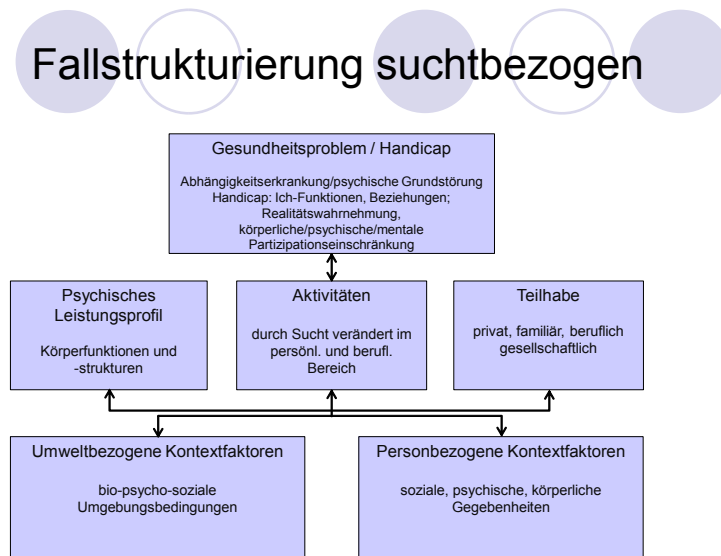 Fallstrukturierung suchtbezogen
Gesundheitsproblem / Handicap
Abhängigkeitserkrankung/psychische Grundstörung
Handicap: Ich-Funktionen, Beziehungen;
Realitätswahrnehmung,
körperliche/psychische/mentale
Partizipationseinschränkung
Psychisches
Leistungsprofil
Körperfunktionen und
-strukturen
Aktivitäten
durch Sucht verändert im
persönl. und berufl.
Bereich
Teilhabe
privat, familiär, beruflich
gesellschaftlich
Umweltbezogene Kontextfaktoren
bio-psycho-soziale
Umgebungsbedingungen
Personbezogene Kontextfaktoren
soziale, psychische, körperliche
Gegebenheiten